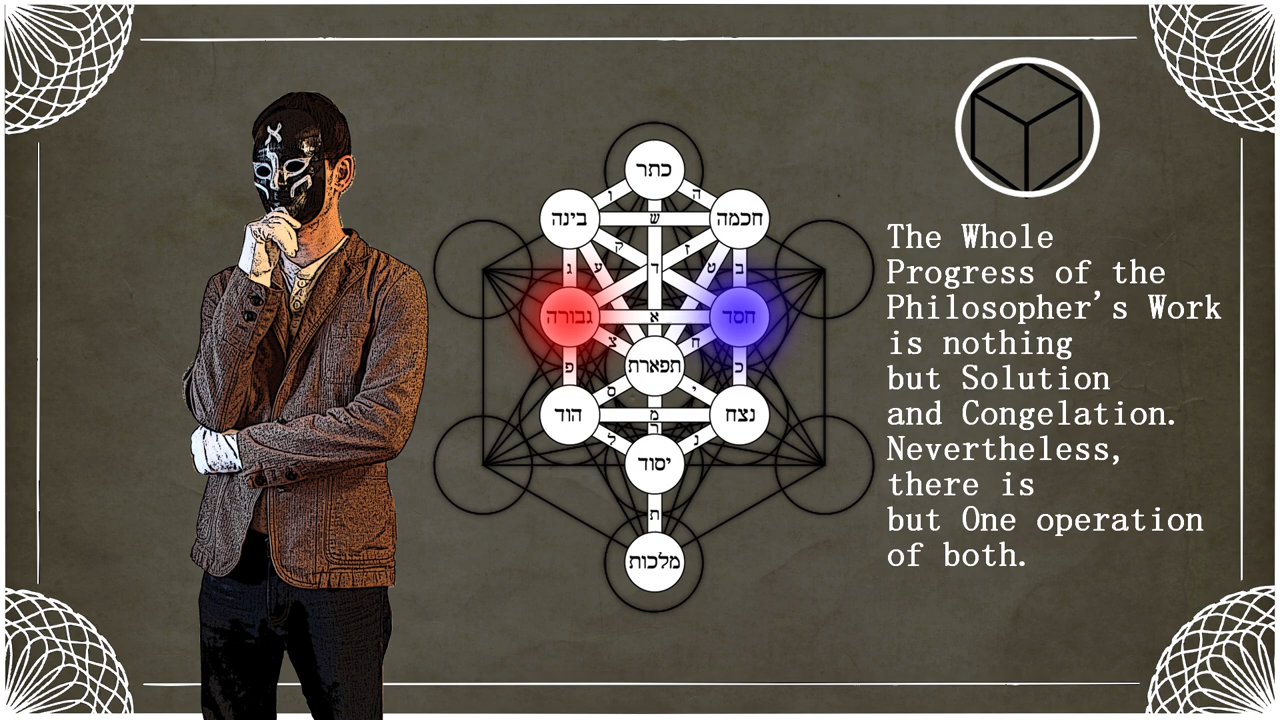 כתר
ו
ה
בינה
ש
חכמה
ק
ז
ג
ע
ד
ט
ב
גבורה
א
חסד
צ
ח
פ
תפארת
כ
ס
י
הוד
מ
נצח
ר
ל
נ
יסוד
ת
מלכות
The Whole
Progress of the
Philosopher's Work
is nothing
but Solution
and Congelation.
Nevertheless,
there is
but One operation
of both.